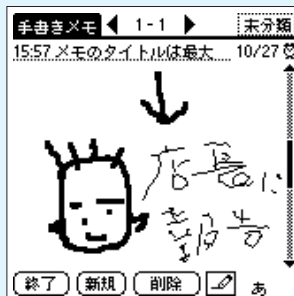 手書きメモ 1-1 未分類
15:57 メモのタイトルは最大 10/27
店長に
報告
終了 新規 削除 あ